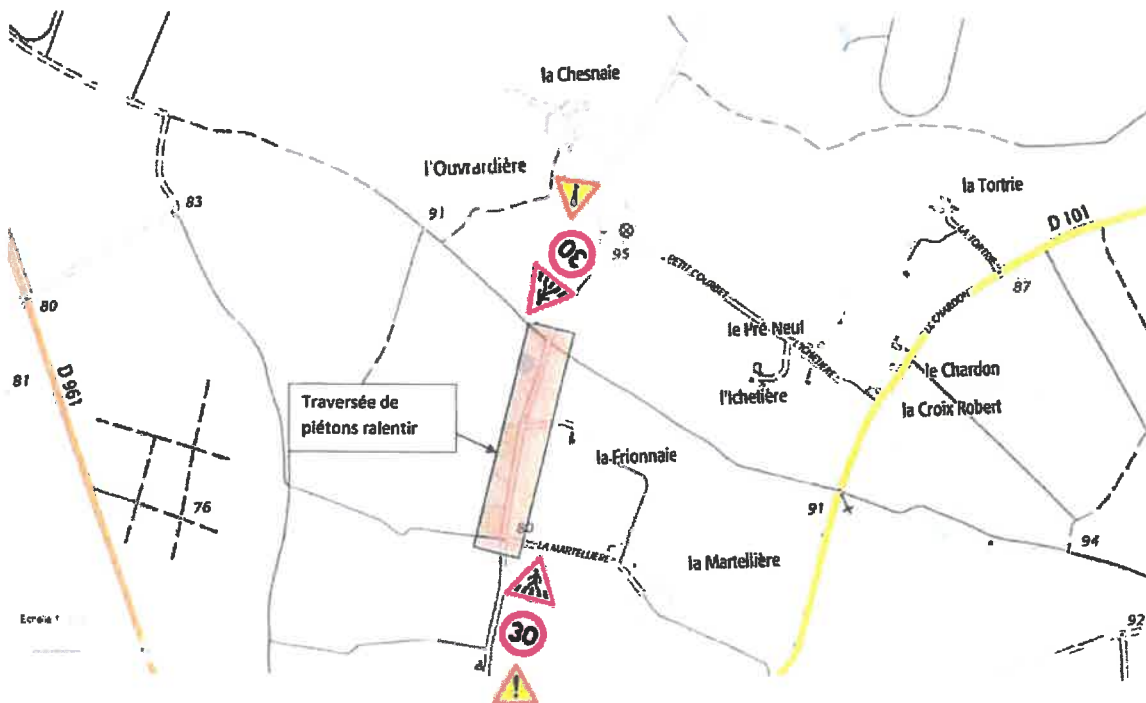 la Chesnaie
l'Ouvrardière
la Tortrie
91
83
D 101
LA TORTRIE
95
30
PETIT COURBET
87
80
LE CHARDON
le Pré Neuf
81
D 961
l'Ichetière
le Chardon
la Croix Robert
Traversée de
piétons ralentir
la Frionnaie
76
91
80
LA MARTELLIERE
la Martellière
94
30
92